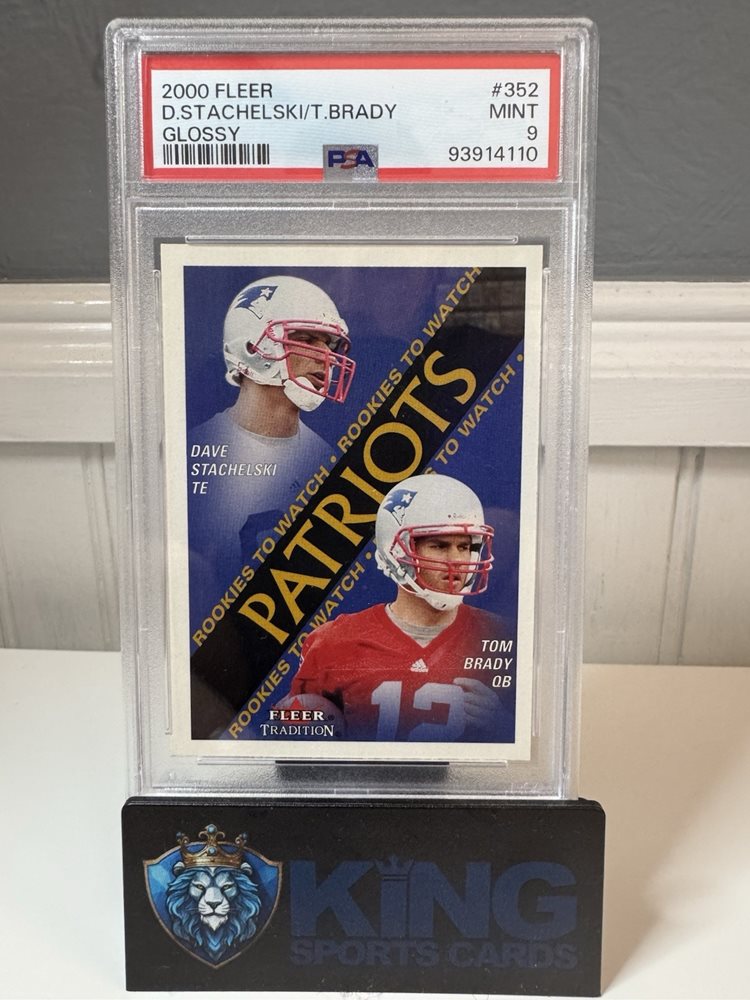 2000 FLEER #352
D.STACHELSKI/T.BRADY MINT
GLOSSY 9
PSA 93914110
ROOKIES TO WATCH • ROOKIES TO WATCH
PATRIOTS
ROOKIES TO WATCH • TO WATCH •
DAVE
STACHELSKI
TE
TOM
BRADY
QB
12
FLEER
TRADITION
adidas
KING
SPORTS CARDS